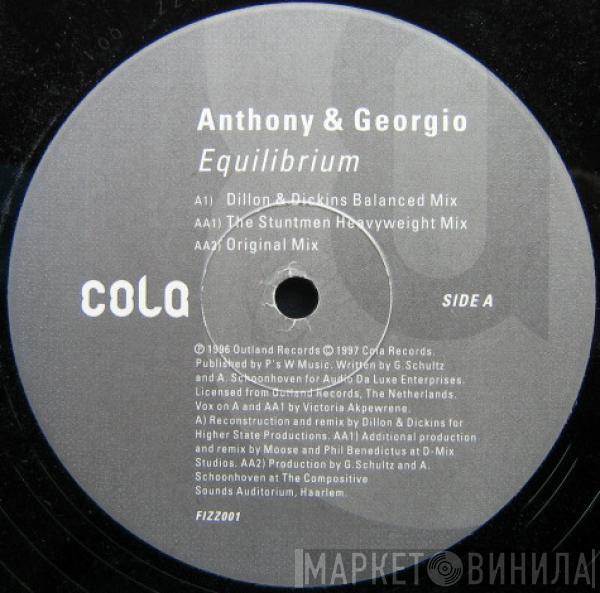 Anthony & Georgio
Equilibrium
A1) Dillon & Dickins Balanced Mix
AA1) The Stuntmen Heavyweight Mix
AA2) Original Mix
COLA
SIDE A
℗ 1996 Outland Records © 1997 Cola Records.
Published by P's W Music. Written by G. Schultz
and A. Schoonhoven for Audio Da Luxe Enterprises.
Licensed from Outland Records, The Netherlands.
Vox on A and AA1 by Victoria Akpewrene.
A) Reconstruction and remix by Dillon & Dickins for
Higher State Productions. AA1) Additional production
and remix by Moose and Phil Benedictus at D-Mix
Studios. AA2) Production by G. Schultz and A.
Schoonhoven at The Compositive
Sounds Auditorium, Haarlem.
FIZZ001
МАРКЕТ ВИНИЛА